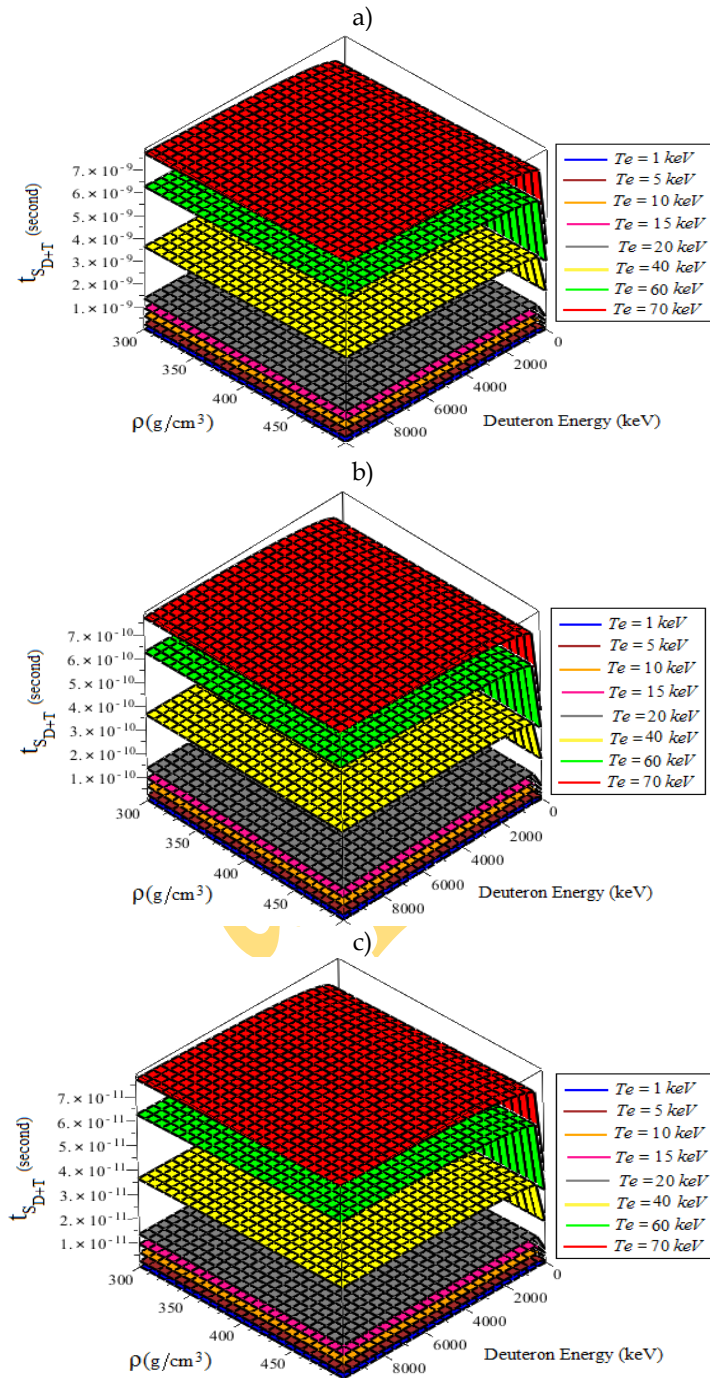 a)
7. × 10⁻⁹
6. × 10⁻⁹
5. × 10⁻⁹
4. × 10⁻⁹
3. × 10⁻⁹
2. × 10⁻⁹
1. × 10⁻⁹
t_S_D+T (second)
300
350
400
450
ρ(g/cm³)
8000
6000
4000
2000
0
Deuteron Energy (keV)
Te = 1 keV
Te = 5 keV
Te = 10 keV
Te = 15 keV
Te = 20 keV
Te = 40 keV
Te = 60 keV
Te = 70 keV
b)
7. × 10⁻¹⁰
6. × 10⁻¹⁰
5. × 10⁻¹⁰
4. × 10⁻¹⁰
3. × 10⁻¹⁰
2. × 10⁻¹⁰
1. × 10⁻¹⁰
t_S_D+T (second)
300
350
400
450
ρ(g/cm³)
8000
6000
4000
2000
0
Deuteron Energy (keV)
Te = 1 keV
Te = 5 keV
Te = 10 keV
Te = 15 keV
Te = 20 keV
Te = 40 keV
Te = 60 keV
Te = 70 keV
c)
7. × 10⁻¹¹
6. × 10⁻¹¹
5. × 10⁻¹¹
4. × 10⁻¹¹
3. × 10⁻¹¹
2. × 10⁻¹¹
1. × 10⁻¹¹
t_S_D+T (second)
300
350
400
450
ρ(g/cm³)
8000
6000
4000
2000
0
Deuteron Energy (keV)
Te = 1 keV
Te = 5 keV
Te = 10 keV
Te = 15 keV
Te = 20 keV
Te = 40 keV
Te = 60 keV
Te = 70 keV